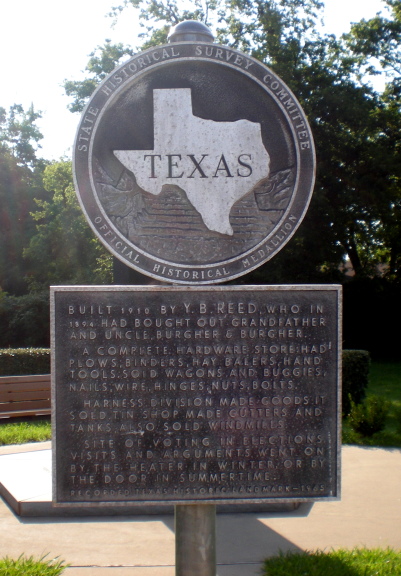 STATE HISTORICAL SURVEY COMMITTEE
TEXAS
OFFICIAL HISTORICAL MEDALLION
BUILT 1910 BY Y. B. REED, WHO IN
1894 HAD BOUGHT OUT GRANDFATHER
AND UNCLE, BURGHER & BURGHER.
A COMPLETE HARDWARE STORE: HAD
PLOWS, BINDERS, HAY BALERS, HAND
TOOLS; SOLD WAGONS AND BUGGIES,
NAILS, WIRE, HINGES, NUTS, BOLTS.
HARNESS DIVISION MADE GOODS IT
SOLD. TIN SHOP MADE GUTTERS AND
TANKS. ALSO SOLD WINDMILLS.
SITE OF VOTING IN ELECTIONS.
VISITS AND ARGUMENTS WENT ON
BY THE HEATER IN WINTER, OR BY
THE DOOR IN SUMMERTIME.
RECORDED TEXAS HISTORIC LANDMARK